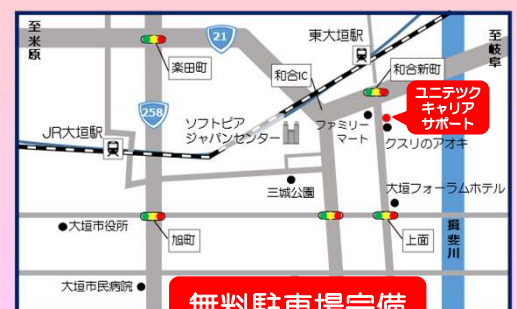 至米原
21
東大垣駅
至岐阜
楽田町
和合IC
和合新町
258
ユニテック
キャリア
サポート
ソフトピア
ジャパンセンター
ファミリー
マート
クスリのアオキ
JR大垣駅
三城公園
大垣フォーラムホテル
大垣市役所
旭町
上面
揖斐川
大垣市民病院
無料駐車場完備